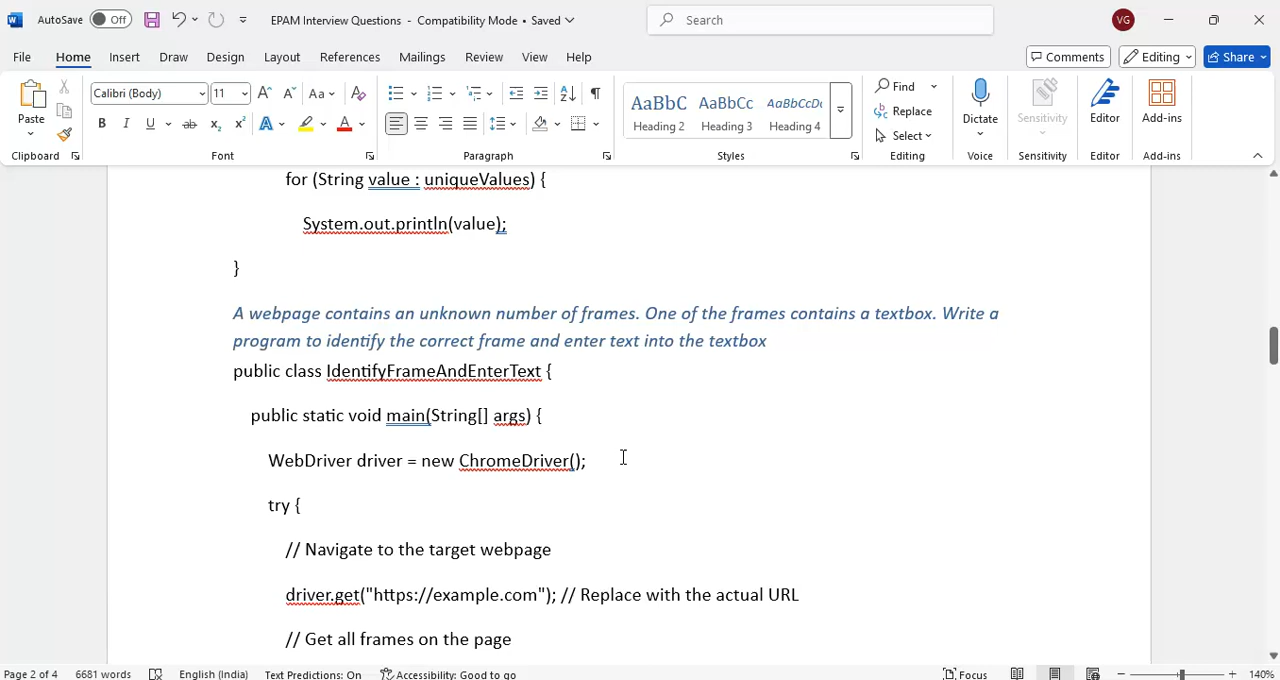 AutoSave Off EPAM Interview Questions - Compatibility Mode • Saved Search VG
File Home Insert Draw Design Layout References Mailings Review View Help Comments Editing Share
Paste Calibri (Body) 11 Aa AaBbC AaBbCc AaBbCcDc Find Replace Select Dictate Sensitivity Editor Add-ins
B I U ab x₂ x² A A Heading 2 Heading 3 Heading 4
Clipboard Font Paragraph Styles Editing Voice Sensitivity Editor Add-ins
for (String value : uniqueValues) {
System.out.println(value);
}
A webpage contains an unknown number of frames. One of the frames contains a textbox. Write a
program to identify the correct frame and enter text into the textbox
public class IdentifyFrameAndEnterText {
public static void main(String[] args) {
WebDriver driver = new ChromeDriver();
try {
// Navigate to the target webpage
driver.get("https://example.com"); // Replace with the actual URL
// Get all frames on the page
Page 2 of 4 6681 words English (India) Text Predictions: On Accessibility: Good to go Focus 140%